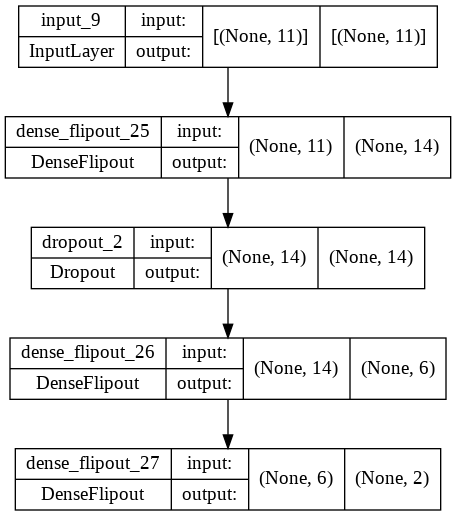 input_9 input: [(None, 11)] [(None, 11)]
InputLayer output:
dense_flipout_25 input: (None, 11) (None, 14)
DenseFlipout output:
dropout_2 input: (None, 14) (None, 14)
Dropout output:
dense_flipout_26 input: (None, 14) (None, 6)
DenseFlipout output:
dense_flipout_27 input: (None, 6) (None, 2)
DenseFlipout output: